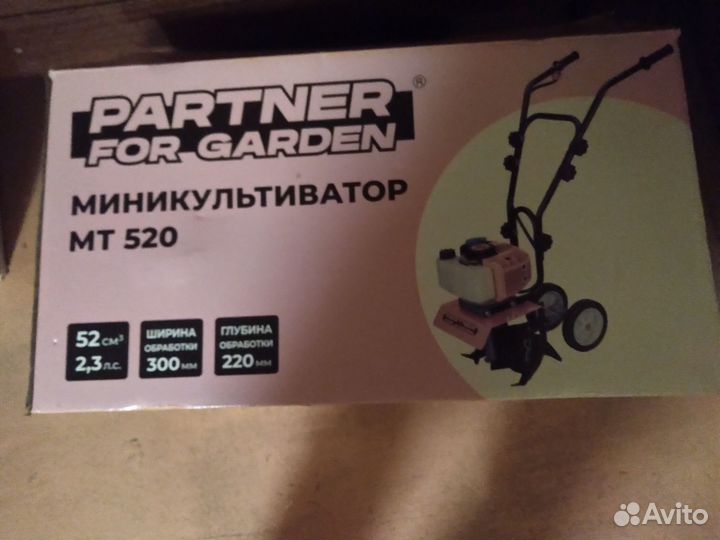 PARTNER
FOR GARDEN
®
МИНИКУЛЬТИВАТОР
МТ 520
52 см³
2,3 л.с.
ШИРИНА
ОБРАБОТКИ
300 мм
ГЛУБИНА
ОБРАБОТКИ
220 мм
Avito